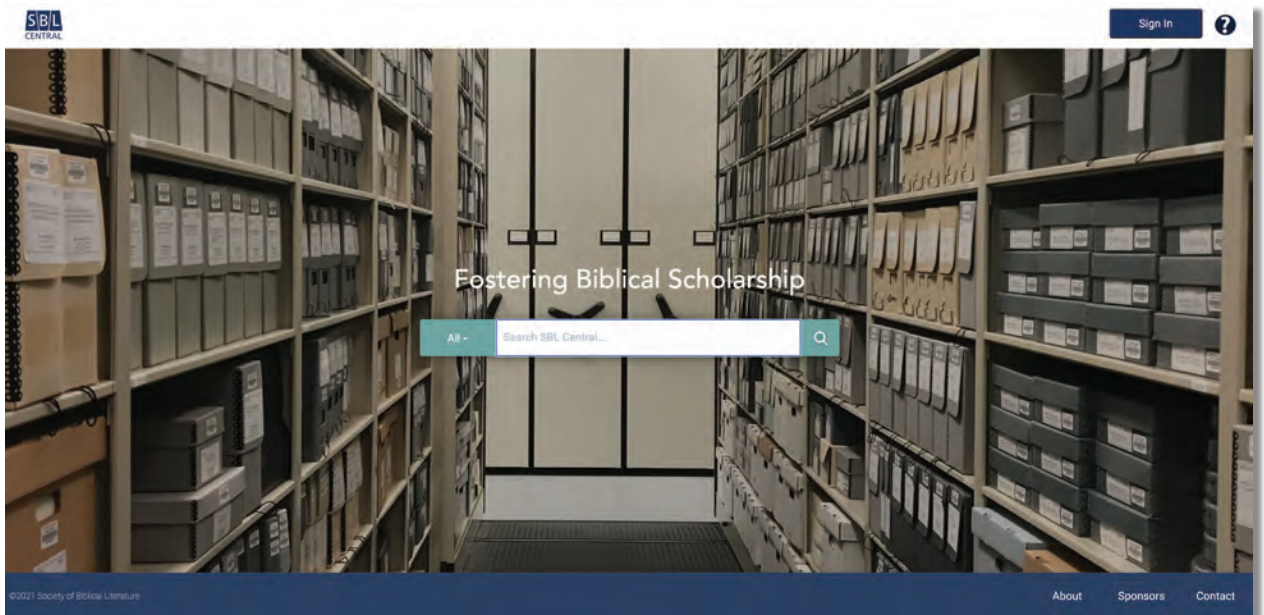 SBL
CENTRAL
Sign In
?
Fostering Biblical Scholarship
All
Search SBL Central...
©2021 Society of Biblical Literature
About
Sponsors
Contact